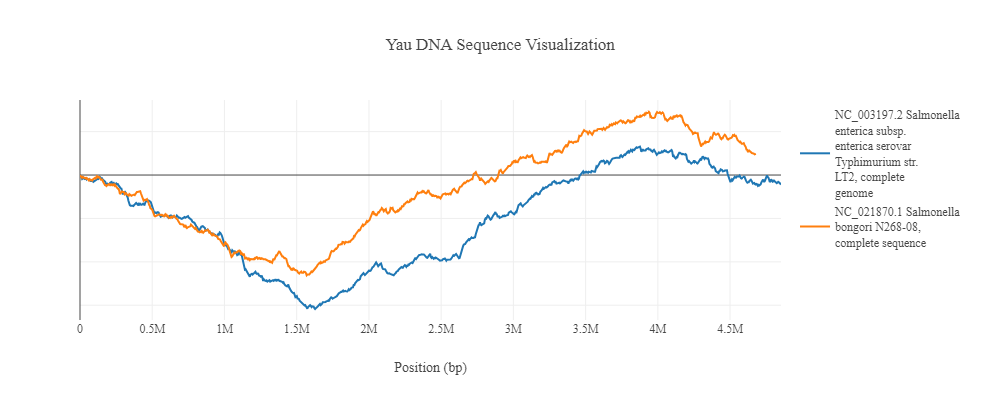 Yau DNA Sequence Visualization
NC_003197.2 Salmonella
enterica subsp.
enterica serovar
Typhimurium str.
LT2, complete
genome
NC_021870.1 Salmonella
bongori N268-08,
complete sequence
0 0.5M 1M 1.5M 2M 2.5M 3M 3.5M 4M 4.5M
Position (bp)